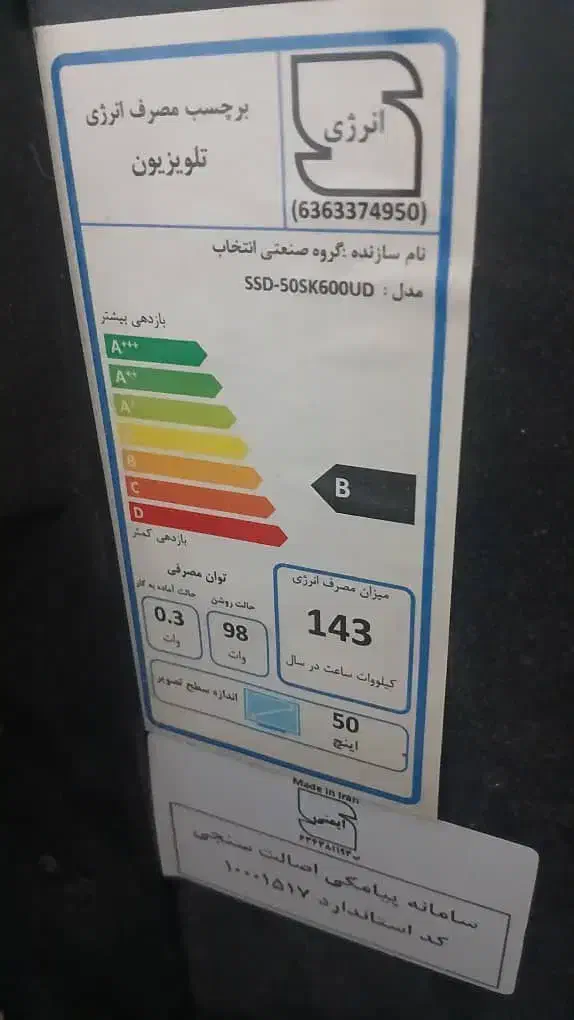 برچسب مصرف انرژی
تلویزیون
انرژی
(6363374950)
نام سازنده :گروه صنعتی انتخاب
مدل : SSD-50SK600UD
بازدهی بیشتر
A+++
A++
A+
B
C
D
B
بازدهی کمتر
توان مصرفی
حالت آماده به کار
0.3
وات
حالت روشن
98
وات
میزان مصرف انرژی
143
کیلووات ساعت در سال
اندازه سطح تصویر
50
اینچ
Made in Iran
ایمنی
سامانه پیامکی اصالت سنجی
۱۰۰۰۱۵۱۷ کد استاندارد